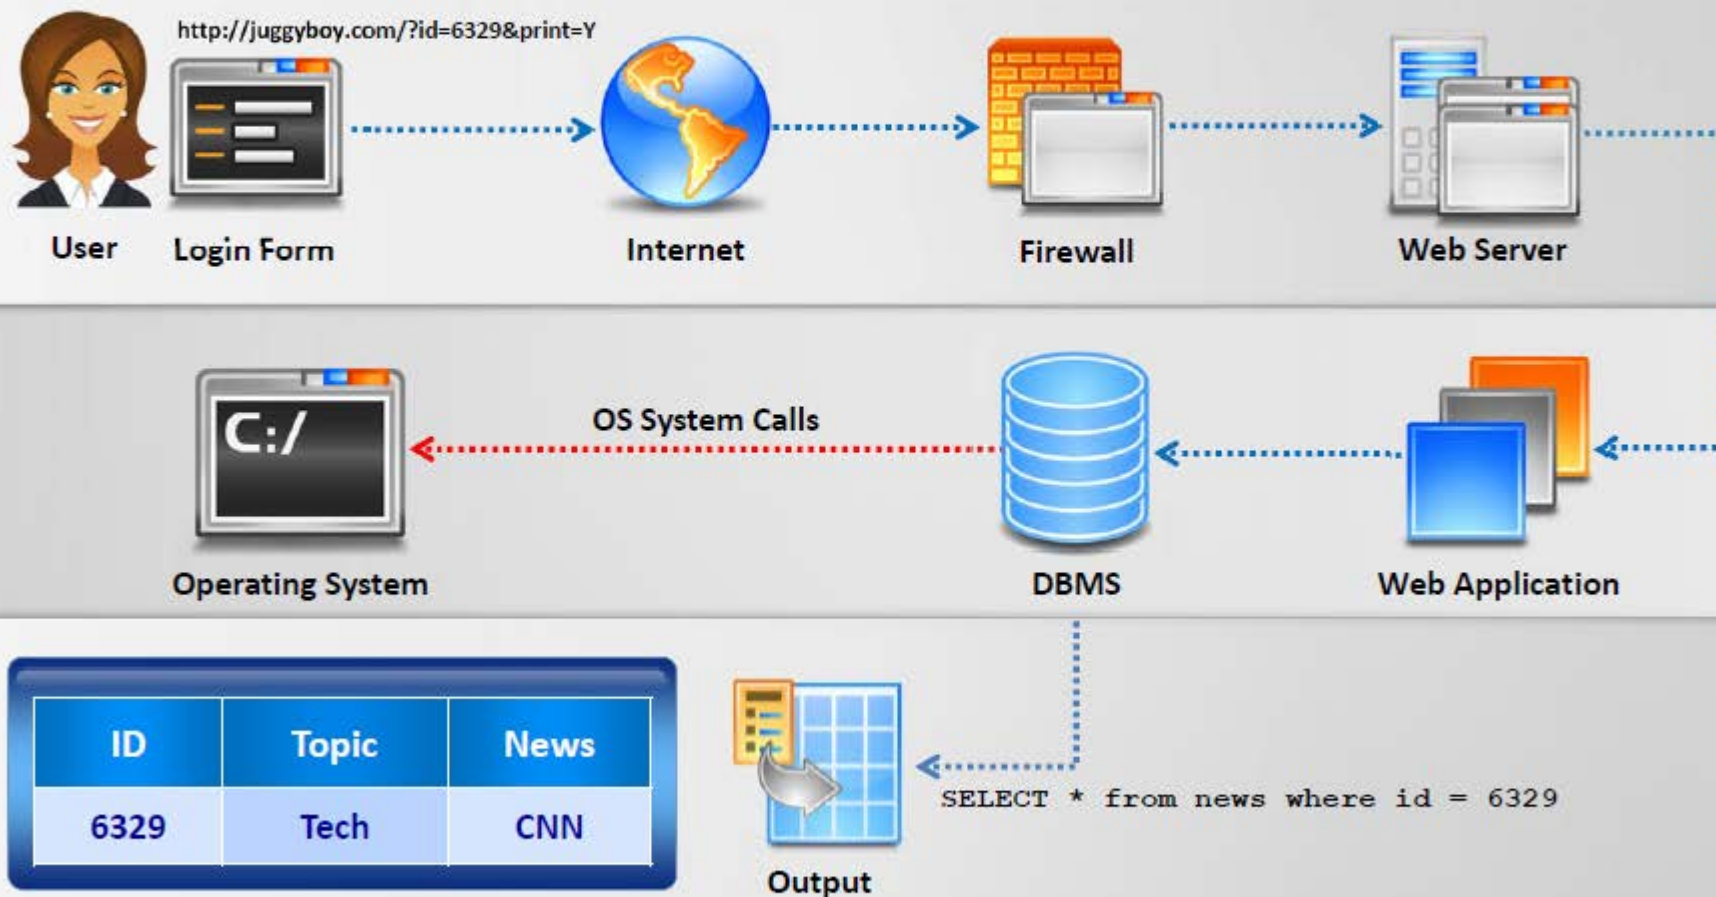 http://juggyboy.com/?id=6329&print=Y
User
Login Form
Internet
Firewall
Web Server
C:/
OS System Calls
Operating System
DBMS
Web Application
ID Topic News
6329 Tech CNN
SELECT * from news where id = 6329
Output